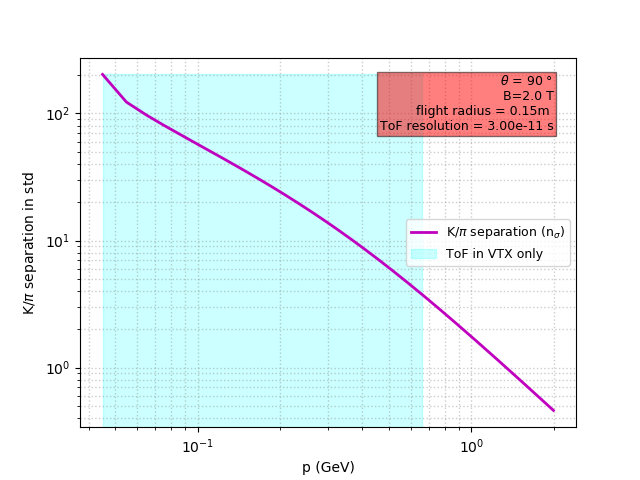 θ = 90 °
B=2.0 T
flight radius = 0.15m
ToF resolution = 3.00e-11 s
K/π separation (nσ)
ToF in VTX only
K/π separation in std
10²
10¹
10⁰
10⁻¹
10⁰
p (GeV)